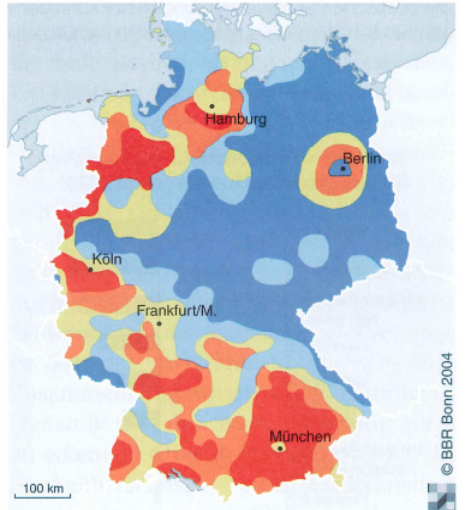 Hamburg
Berlin
Köln
Frankfurt/M.
München
100 km
© BBR Bonn 2004